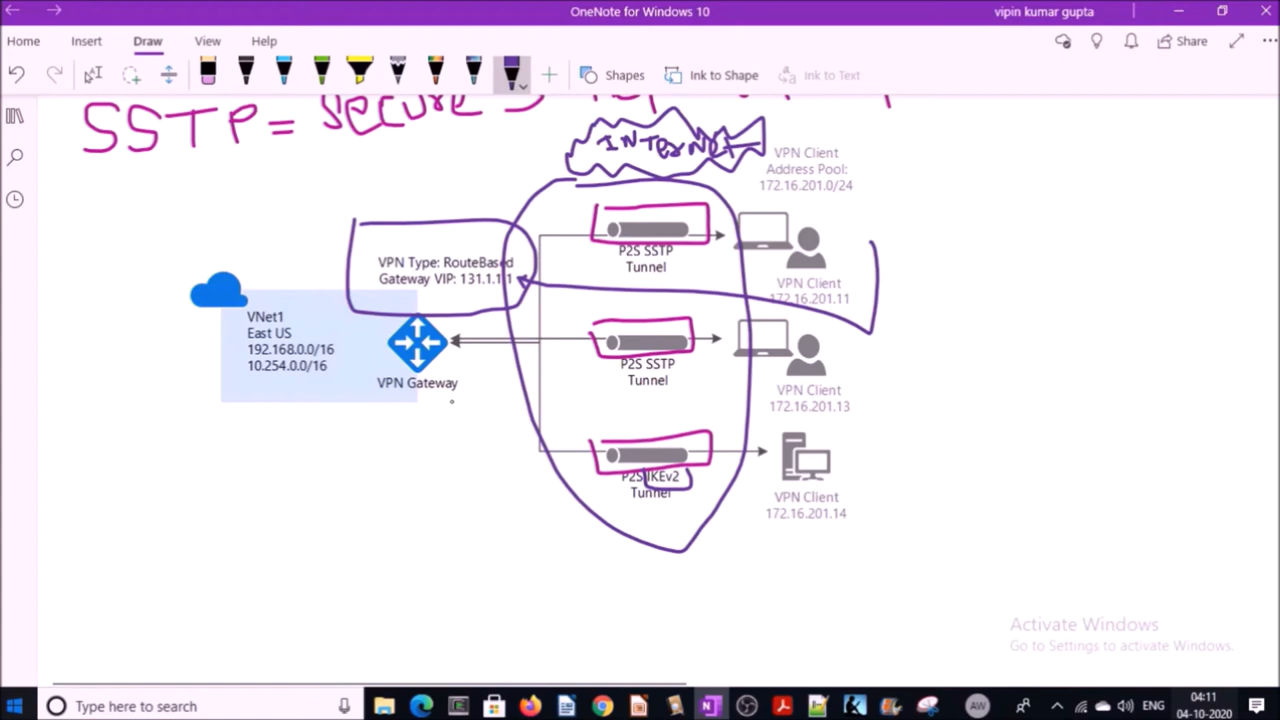 OneNote for Windows 10
vipin kumar gupta
Home Insert Draw View Help
Share
Shapes
Ink to Shape
Ink to Text
SSTP = Secure S
INTERNET
VPN Client
Address Pool:
172.16.201.0/24
P2S SSTP
Tunnel
VPN Type: RouteBased
Gateway VIP: 131.1.1.1
VPN Client
172.16.201.11
VNet1
East US
192.168.0.0/16
10.254.0.0/16
VPN Gateway
P2S SSTP
Tunnel
VPN Client
172.16.201.13
P2S IKEv2
Tunnel
VPN Client
172.16.201.14
Activate Windows
Go to Settings to activate Windows.
Type here to search
AW
ENG
04:11
04-10-2020